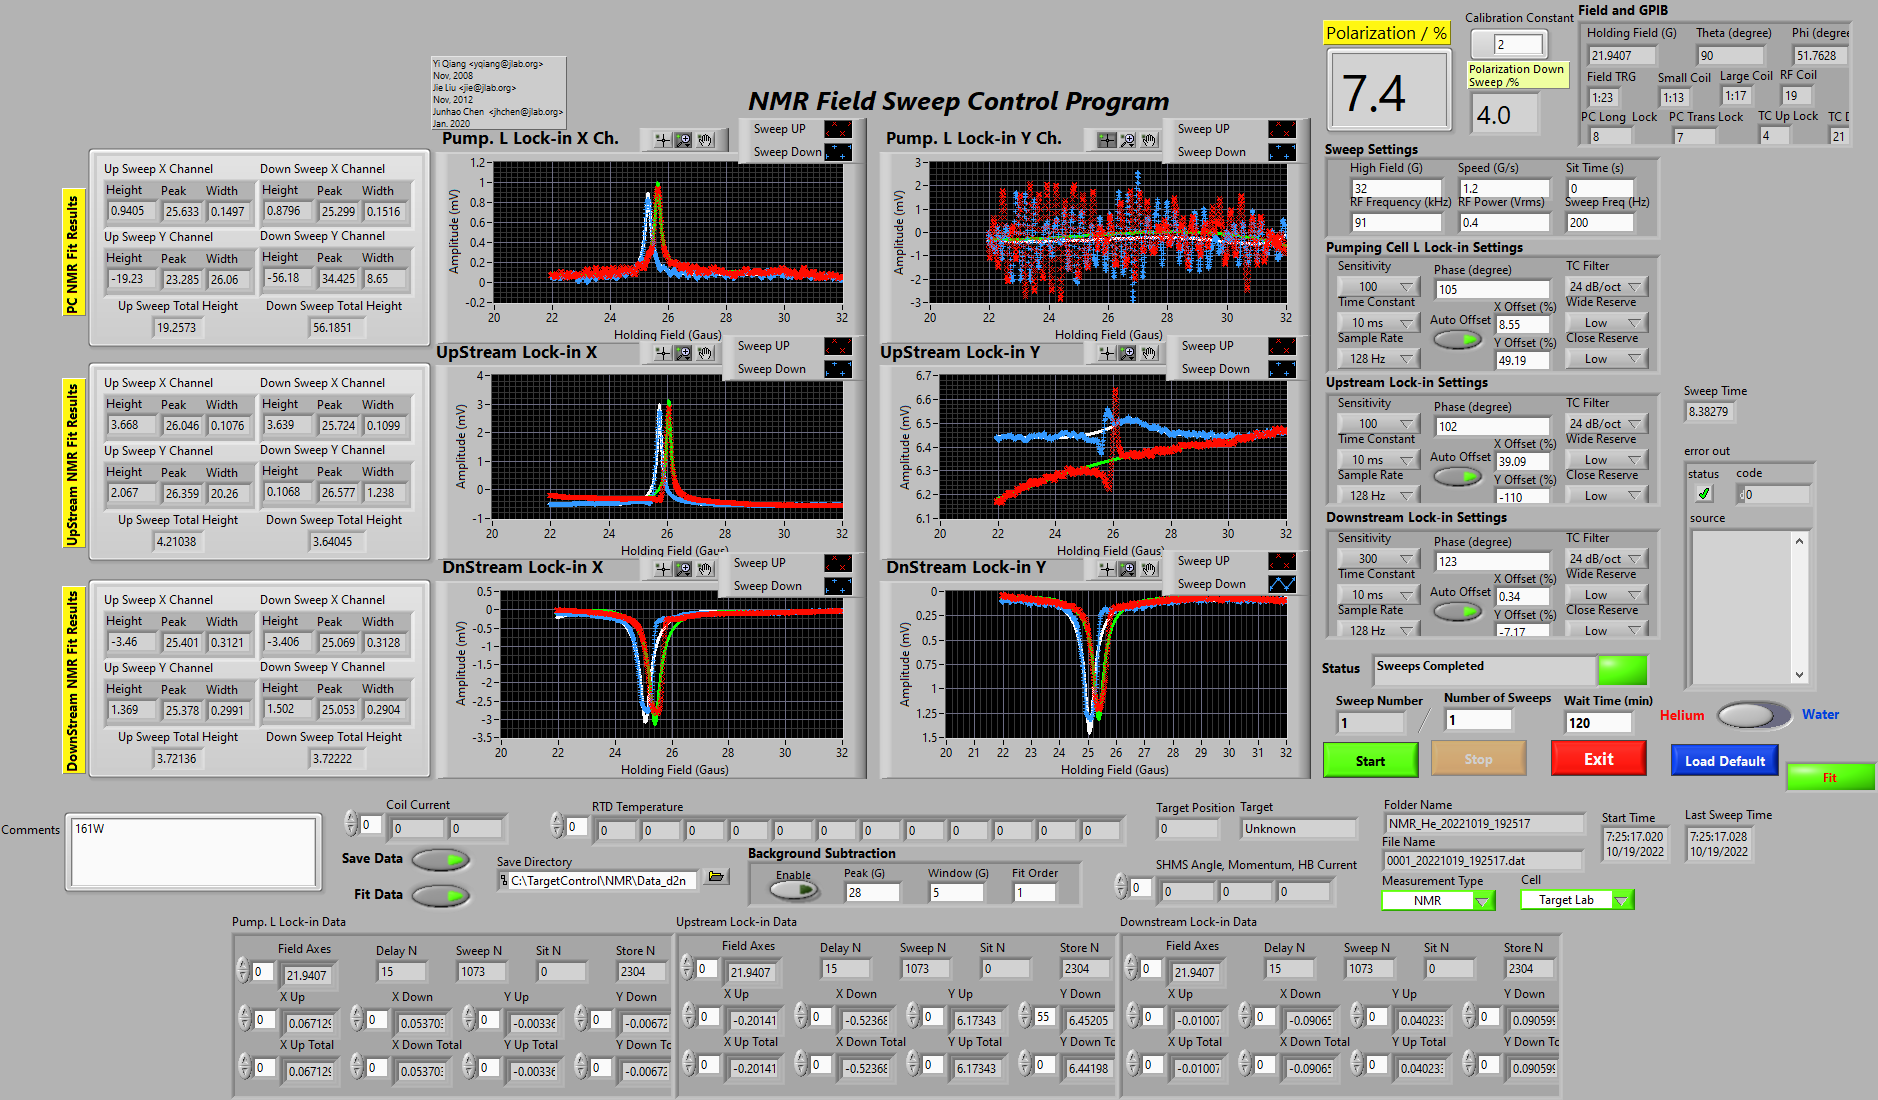 Yi Qiang <yqiang@jlab.org>
Nov, 2008
Jie Liu <jie@jlab.org>
Nov, 2012
Junhao Chen <jhchen@jlab.org>
Jan. 2020
NMR Field Sweep Control Program
Polarization / %
7.4
Calibration Constant
2
Polarization Down Sweep /%
4.0
Field and GPIB
Holding Field (G) Theta (degree) Phi (degree
21.9407 90 51.7628
Field TRG Small Coil Large Coil RF Coil
1:23 1:13 1:17 19
PC Long Lock PC Trans Lock TC Up Lock TC D
8 7 4 21
PC NMR Fit Results
Up Sweep X Channel Down Sweep X Channel
Height Peak Width Height Peak Width
0.9405 25.633 0.1497 0.8796 25.299 0.1516
Up Sweep Y Channel Down Sweep Y Channel
Height Peak Width Height Peak Width
-19.23 23.285 26.06 -56.18 34.425 8.65
Up Sweep Total Height Down Sweep Total Height
19.2573 56.1851
UpStream NMR Fit Results
Up Sweep X Channel Down Sweep X Channel
Height Peak Width Height Peak Width
3.668 26.046 0.1076 3.639 25.724 0.1099
Up Sweep Y Channel Down Sweep Y Channel
Height Peak Width Height Peak Width
2.067 26.359 20.26 0.1068 26.577 1.238
Up Sweep Total Height Down Sweep Total Height
4.21038 3.64045
DownStream NMR Fit Results
Up Sweep X Channel Down Sweep X Channel
Height Peak Width Height Peak Width
-3.46 25.401 0.3121 -3.406 25.069 0.3128
Up Sweep Y Channel Down Sweep Y Channel
Height Peak Width Height Peak Width
1.369 25.378 0.2991 1.502 25.053 0.2904
Up Sweep Total Height Down Sweep Total Height
3.72136 3.72222
Pump. L Lock-in X Ch.
Sweep UP
Sweep Down
Amplitude (mV)
1.2
1
0.8
0.6
0.4
0.2
0
-0.2
20 22 24 26 28 30 32
Holding Field (Gaus)
Pump. L Lock-in Y Ch.
Sweep UP
Sweep Down
Amplitude (mV)
3
2
1
0
-1
-2
-3
20 22 24 26 28 30 32
Holding Field (Gaus)
UpStream Lock-in X
Sweep UP
Sweep Down
Amplitude (mV)
4
3
2
1
0
-1
20 22 24 26 28 30 32
Holding Field (Gaus)
UpStream Lock-in Y
Sweep UP
Sweep Down
Amplitude (mV)
6.7
6.6
6.5
6.4
6.3
6.2
6.1
20 22 24 26 28 30 32
Holding Field (Gaus)
DnStream Lock-in X
Sweep UP
Sweep Down
Amplitude (mV)
0.5
0
-0.5
-1
-1.5
-2
-2.5
-3
-3.5
20 22 24 26 28 30 32
Holding Field (Gaus)
DnStream Lock-in Y
Sweep UP
Sweep Down
Amplitude (mV)
0
0.25
0.5
0.75
1
1.25
1.5
20 21 22 23 24 25 26 27 28 29 30 31 32
Holding Field (Gaus)
Sweep Settings
High Field (G) Speed (G/s) Sit Time (s)
32 1.2 0
RF Frequency (kHz) RF Power (Vrms) Sweep Freq (Hz)
91 0.4 200
Pumping Cell L Lock-in Settings
Sensitivity Phase (degree) TC Filter
100 105 24 dB/oct
Time Constant X Offset (%) Wide Reserve
10 ms Auto Offset 8.55 Low
Sample Rate Y Offset (%) Close Reserve
128 Hz 49.19 Low
Upstream Lock-in Settings
Sensitivity Phase (degree) TC Filter
100 102 24 dB/oct
Time Constant X Offset (%) Wide Reserve
10 ms Auto Offset 39.09 Low
Sample Rate Y Offset (%) Close Reserve
128 Hz -110 Low
Downstream Lock-in Settings
Sensitivity Phase (degree) TC Filter
300 123 24 dB/oct
Time Constant X Offset (%) Wide Reserve
10 ms Auto Offset 0.34 Low
Sample Rate Y Offset (%) Close Reserve
128 Hz -7.17 Low
Sweep Time
8.38279
error out
status code
0
source
Status Sweeps Completed
Sweep Number Number of Sweeps Wait Time (min)
1 / 1 120
Helium Water
Start Stop Exit Load Default Fit
Comments
161W
Coil Current
0 0 0
Save Data
Fit Data
RTD Temperature
0 0 0 0 0 0 0 0 0 0 0 0 0
Save Directory
C:\TargetControl\NMR\Data_d2n
Background Subtraction
Enable Peak (G) Window (G) Fit Order
28 5 1
Target Position Target
0 Unknown
SHMS Angle, Momentum, HB Current
0 0 0 0
Folder Name
NMR_He_20221019_192517
File Name
0001_20221019_192517.dat
Measurement Type Cell
NMR Target Lab
Start Time
7:25:17.020
10/19/2022
Last Sweep Time
7:25:17.028
10/19/2022
Pump. L Lock-in Data
Field Axes Delay N Sweep N Sit N Store N
0 21.9407 15 1073 0 2304
X Up X Down Y Up Y Down
0 0.067129 0 0.053703 0 -0.00336 0 -0.00672
X Up Total X Down Total Y Up Total Y Down To
0 0.067129 0 0.053703 0 -0.00336 0 -0.00672
Upstream Lock-in Data
Field Axes Delay N Sweep N Sit N Store N
0 21.9407 15 1073 0 2304
X Up X Down Y Up Y Down
0 -0.20141 0 -0.52368 0 6.17343 55 6.45205
X Up Total X Down Total Y Up Total Y Down To
0 -0.20141 0 -0.52368 0 6.17343 0 6.44198
Downstream Lock-in Data
Field Axes Delay N Sweep N Sit N Store N
0 21.9407 15 1073 0 2304
X Up X Down Y Up Y Down
0 -0.01007 0 -0.09065 0 0.040233 0 0.090599
X Up Total X Down Total Y Up Total Y Down To
0 -0.01007 0 -0.09065 0 0.040233 0 0.090599